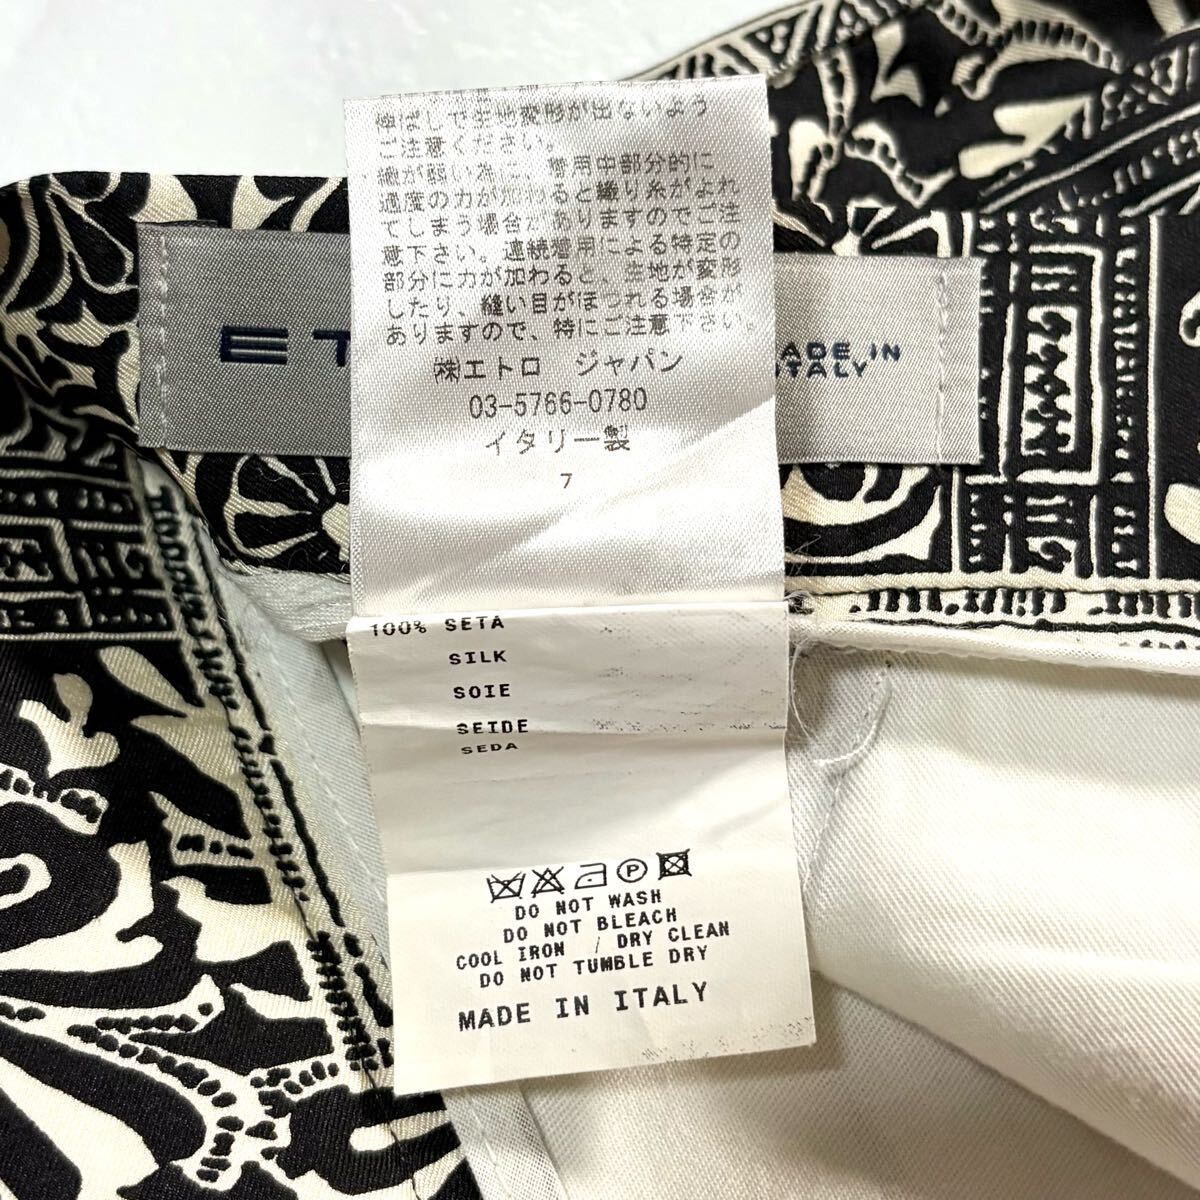 伸ばして生地変形が出ないよう
ご注意ください。
織が弱い為に、着用中部分的に
過度の力が加わると織り糸がよれ
てしまう場合がありますのでご注
意下さい。連続着用による特定の
部分に力が加わると、生地が変形
したり、縫い目がほつれる場合が
ありますので、特にご注意下さい。
㈱エトロ ジャパン
03-5766-0780
イタリー製
7
ET
ADE IN
ITALY
100% SETA
SILK
SOIE
SEIDE
SEDA
P
DO NOT WASH
DO NOT BLEACH
COOL IRON / DRY CLEAN
DO NOT TUMBLE DRY
MADE IN ITALY